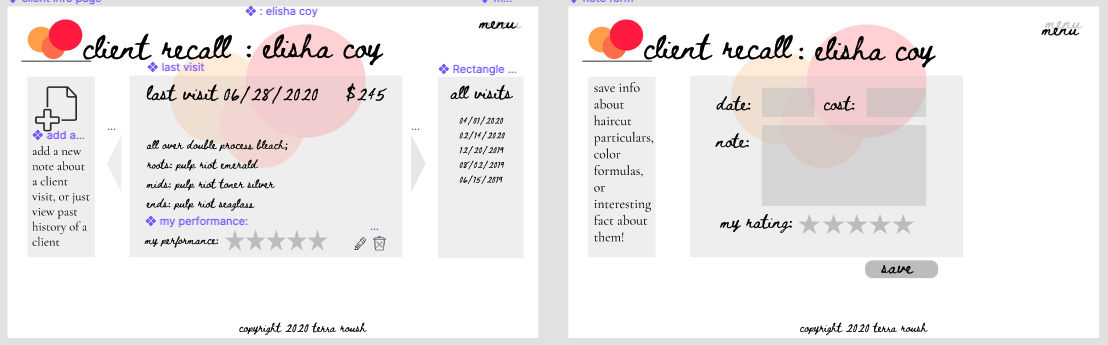 client info page
: elisha coy
m...
menu
client recall : elisha coy
last visit
Rectangle ...
last visit 06/28/2020 $245
all visits
04/01/2020
02/14/2020
12/20/2019
08/02/2019
06/15/2019
...
...
add a...
add a new
note about
a client
visit, or just
view past
history of a
client
all over double process bleach;
roots: pulp riot emerald
mids: pulp riot toner silver
ends: pulp riot seaglass
my performance:
...
my performance:
copyright 2020 terra roush
note form
menu
menu
client recall: elisha coy
save info
about
haircut
particulars,
color
formulas,
or
interesting
fact about
them!
date: cost:
note:
my rating:
save
copyright 2020 terra roush